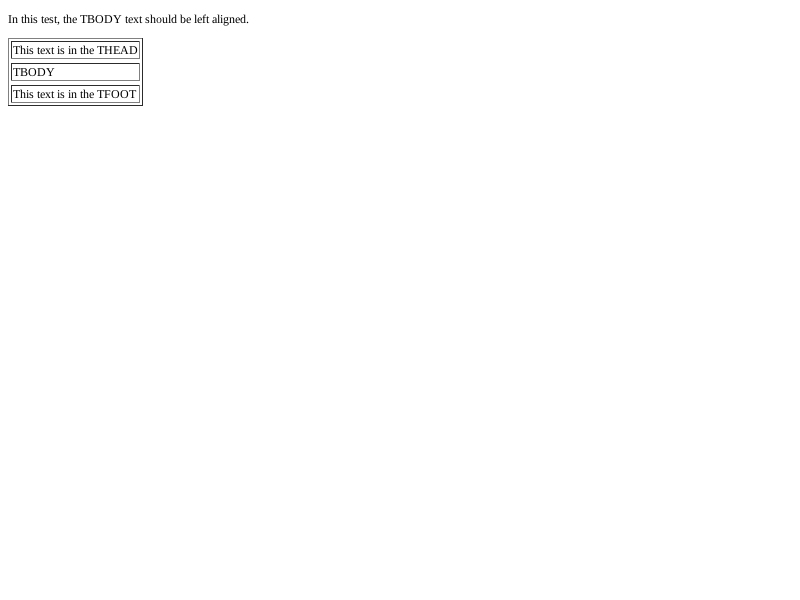 In this test, the TBODY text should be left aligned.
This text is in the THEAD
TBODY
This text is in the TFOOT